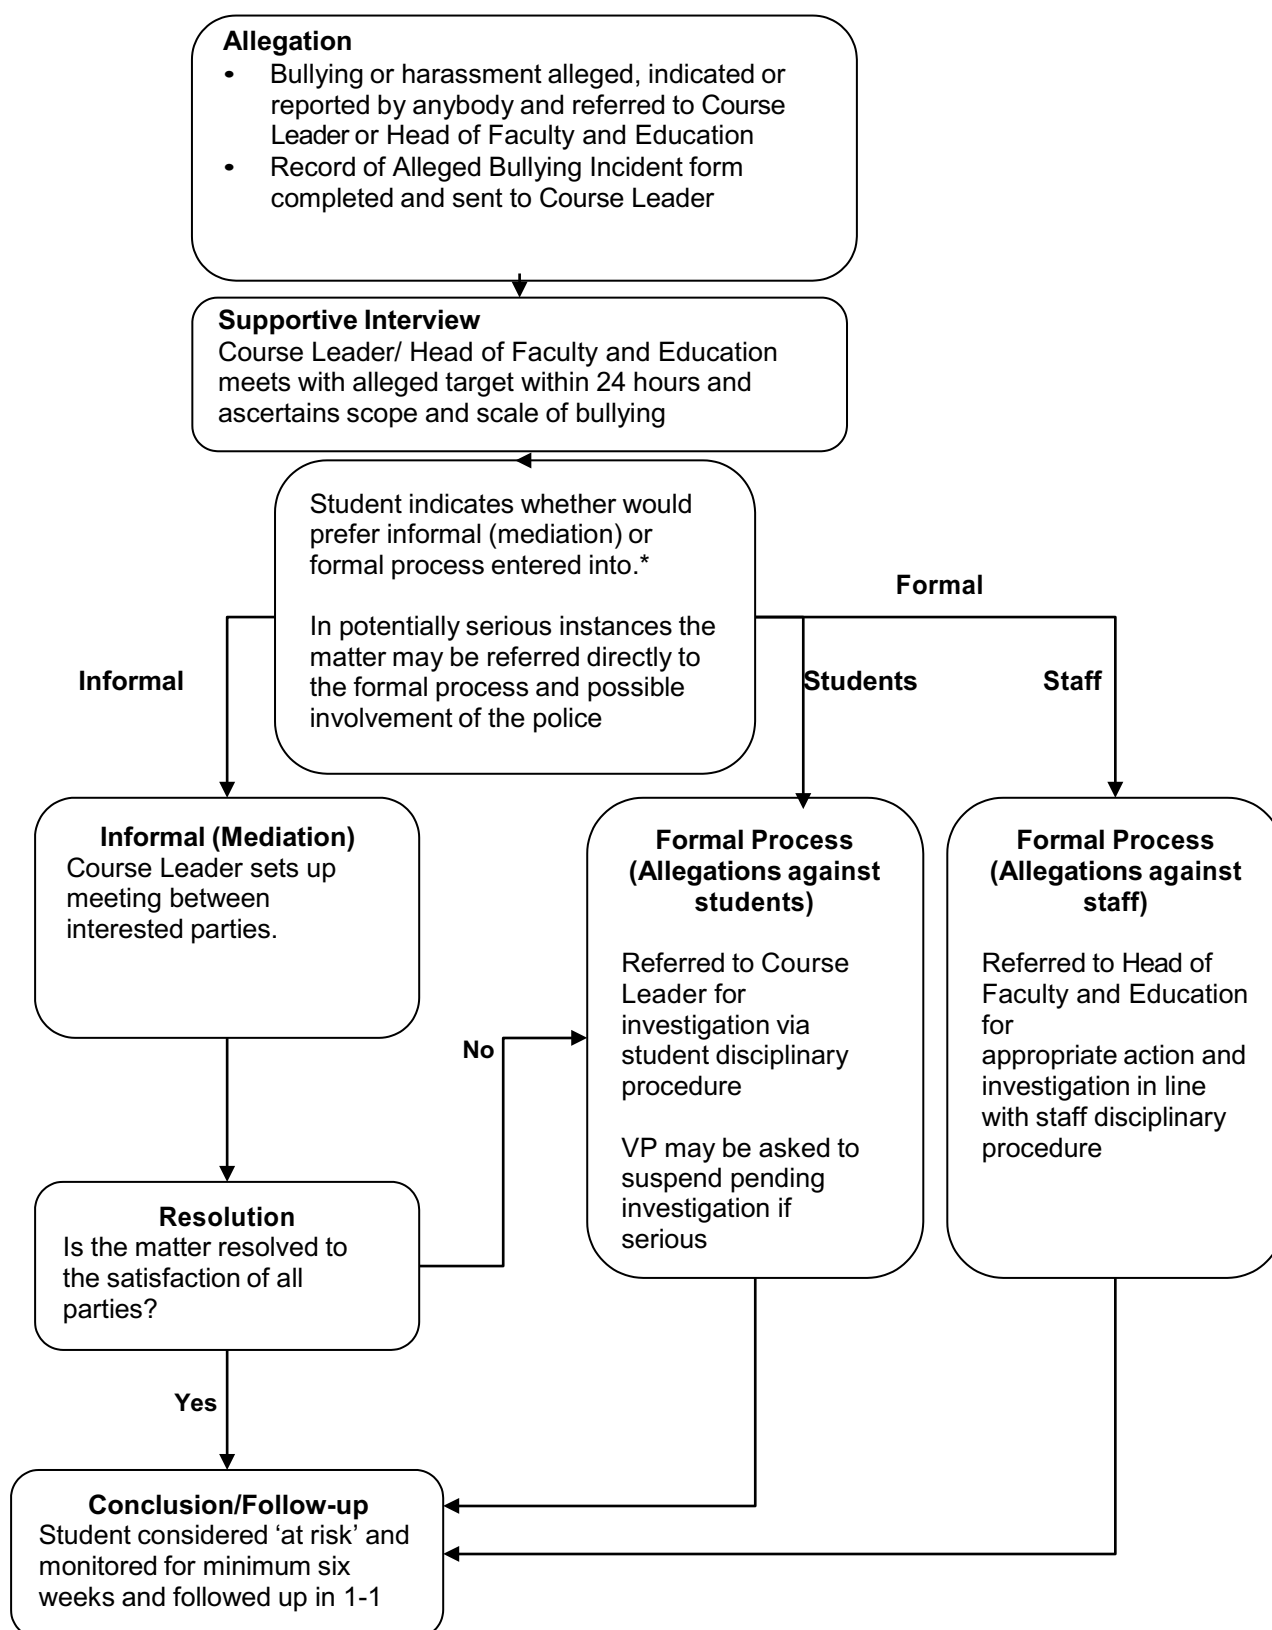 Allegation
• Bullying or harassment alleged, indicated or
reported by anybody and referred to Course
Leader or Head of Faculty and Education
• Record of Alleged Bullying Incident form
completed and sent to Course Leader
Supportive Interview
Course Leader/ Head of Faculty and Education
meets with alleged target within 24 hours and
ascertains scope and scale of bullying
Student indicates whether would
prefer informal (mediation) or
formal process entered into.*
In potentially serious instances the
matter may be referred directly to
the formal process and possible
involvement of the police
Formal
Informal
Students
Staff
Informal (Mediation)
Course Leader sets up
meeting between
interested parties.
Formal Process
(Allegations against
students)
Referred to Course
Leader for
investigation via
student disciplinary
procedure
VP may be asked to
suspend pending
investigation if
serious
Formal Process
(Allegations against
staff)
Referred to Head of
Faculty and Education
for
appropriate action and
investigation in line
with staff disciplinary
procedure
No
Resolution
Is the matter resolved to
the satisfaction of all
parties?
Yes
Conclusion/Follow-up
Student considered ‘at risk’ and
monitored for minimum six
weeks and followed up in 1-1